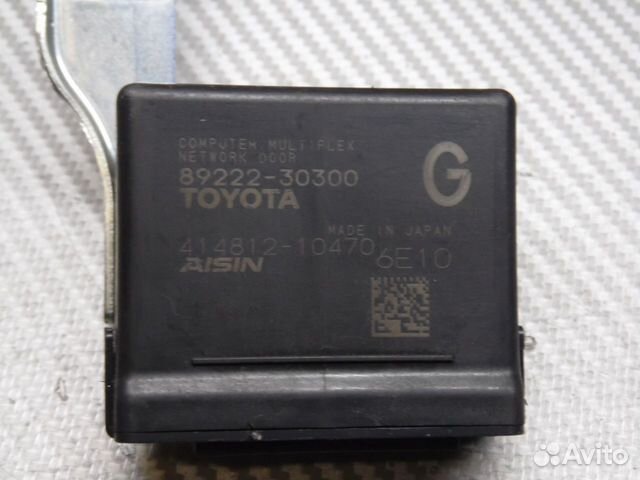 COMPUTER MULTIPLEX
NETWORK DOOR
89222-30300
G
TOYOTA
MADE IN JAPAN
414812-10470
6E10
AISIN
Avito